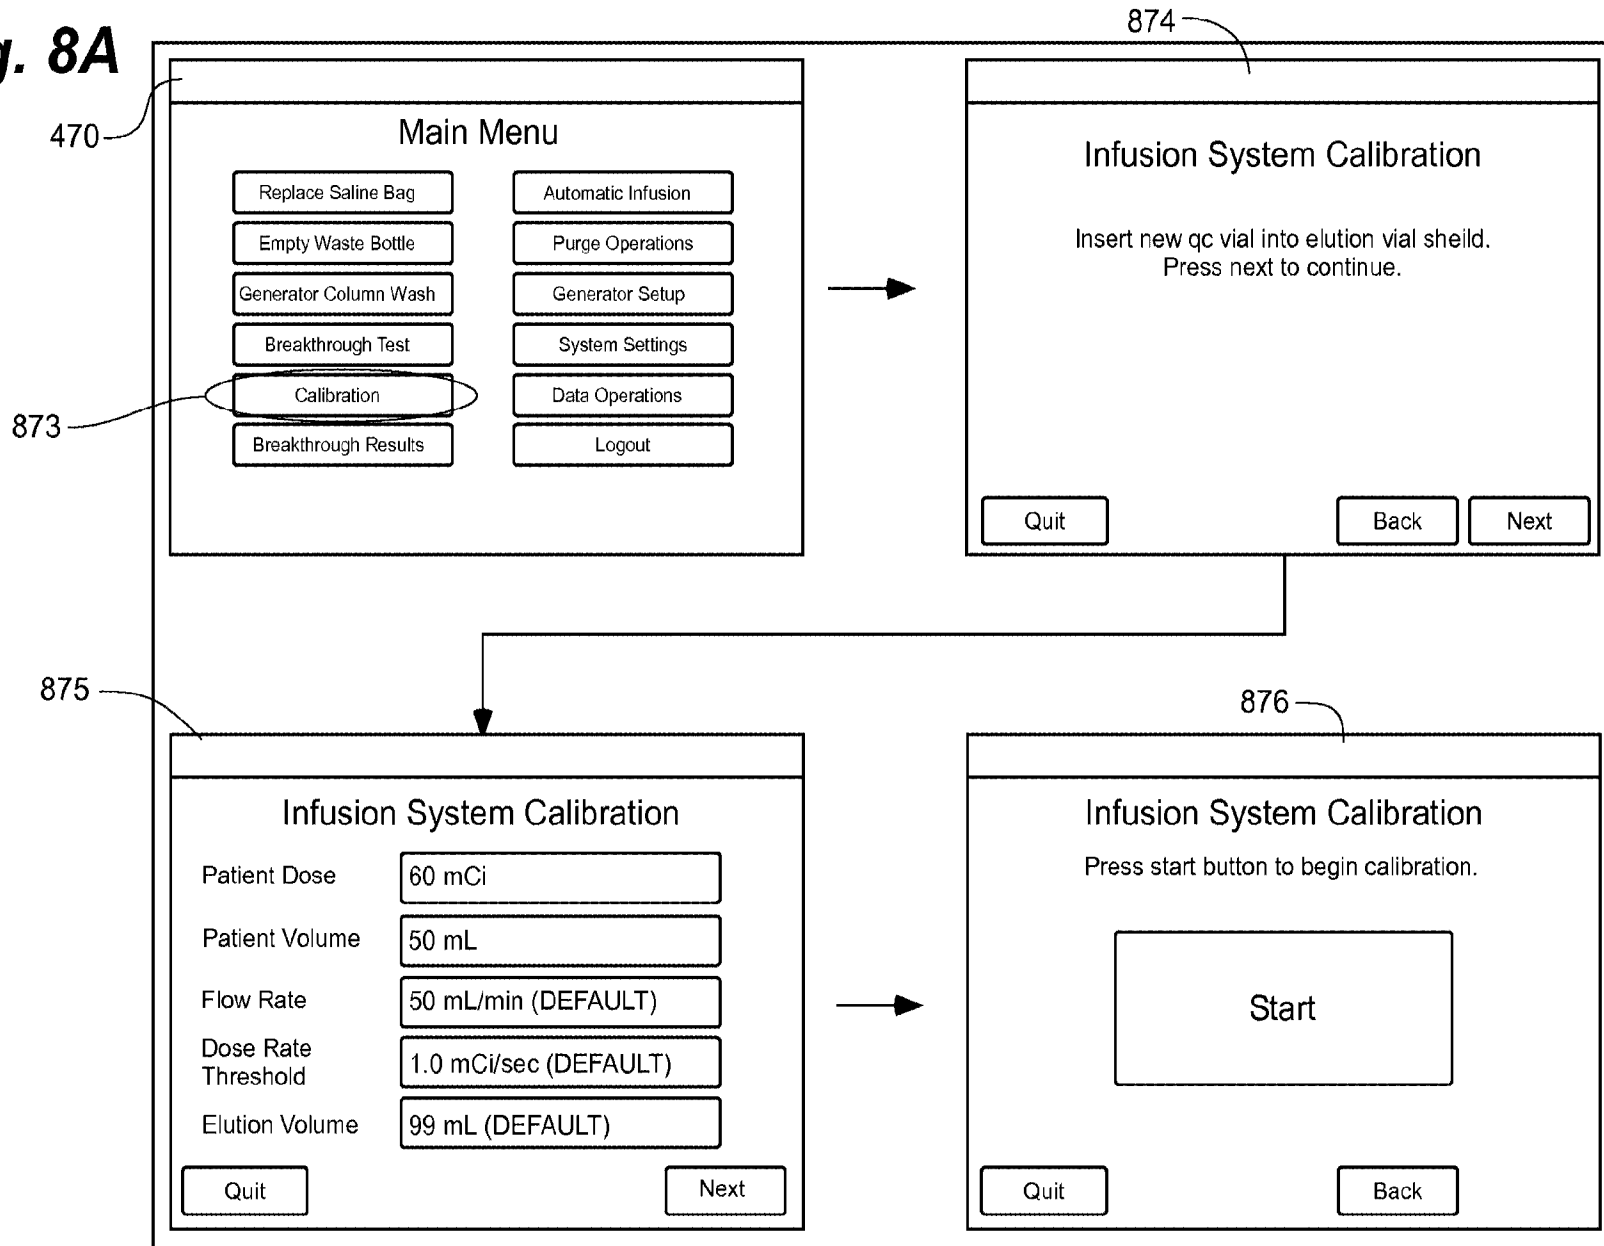 g. 8A
874
470
Main Menu
Replace Saline Bag
Automatic Infusion
Empty Waste Bottle
Purge Operations
Generator Column Wash
Generator Setup
Breakthrough Test
System Settings
Calibration
Data Operations
873
Breakthrough Results
Logout
Infusion System Calibration
Insert new qc vial into elution vial sheild.
Press next to continue.
Quit
Back
Next
875
Infusion System Calibration
Patient Dose
60 mCi
Patient Volume
50 mL
Flow Rate
50 mL/min (DEFAULT)
Dose Rate
Threshold
1.0 mCi/sec (DEFAULT)
Elution Volume
99 mL (DEFAULT)
Quit
Next
876
Infusion System Calibration
Press start button to begin calibration.
Start
Quit
Back